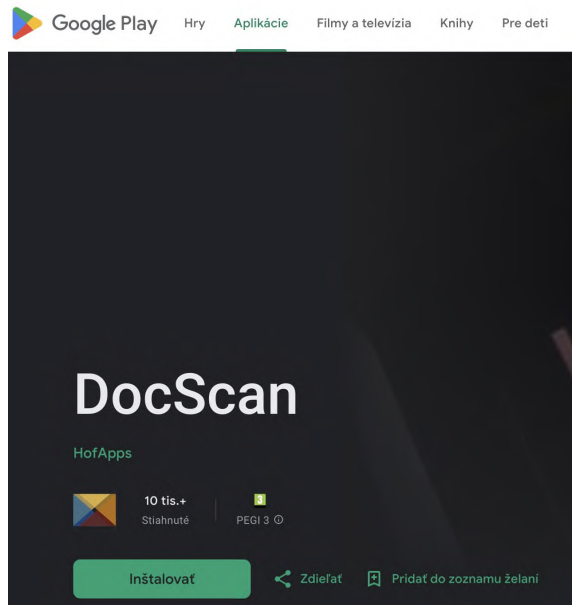 Google Play Hry Aplikácie Filmy a televízia Knihy Pre deti
DocScan
HofApps
10 tis.+ 3
Stiahnuté PEGI 3
Inštalovať Zdieľať Pridať do zoznamu želaní